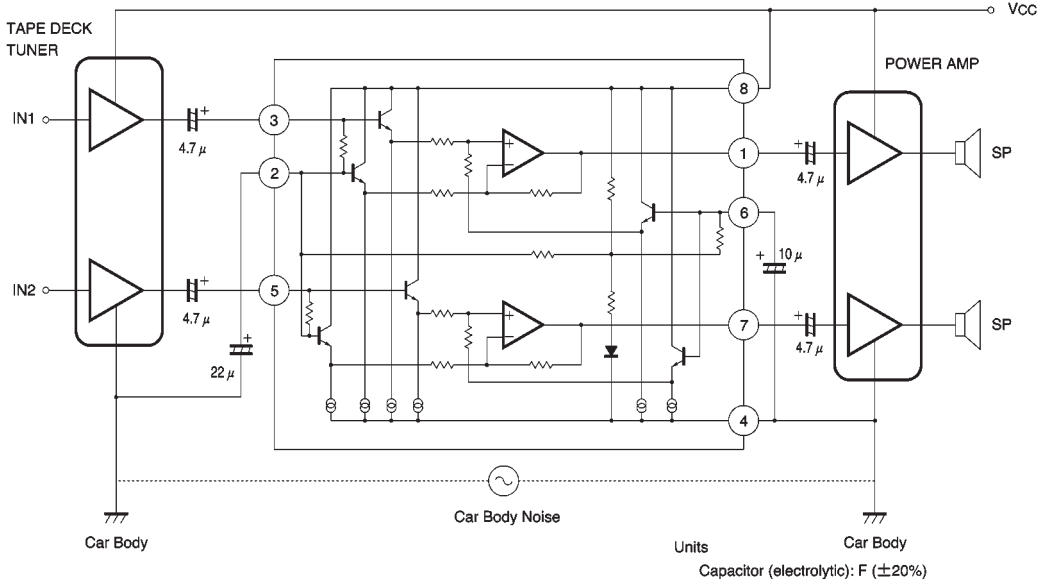 VCC
TAPE DECK
TUNER
POWER AMP
8
IN1
+
4.7 μ
3
+
−
1
+
4.7 μ
SP
2
6
+
10 μ
IN2
+
4.7 μ
5
+
−
7
+
4.7 μ
SP
+
22 μ
4
Car Body Noise
Car Body
Car Body
Units
Capacitor (electrolytic): F (±20%)